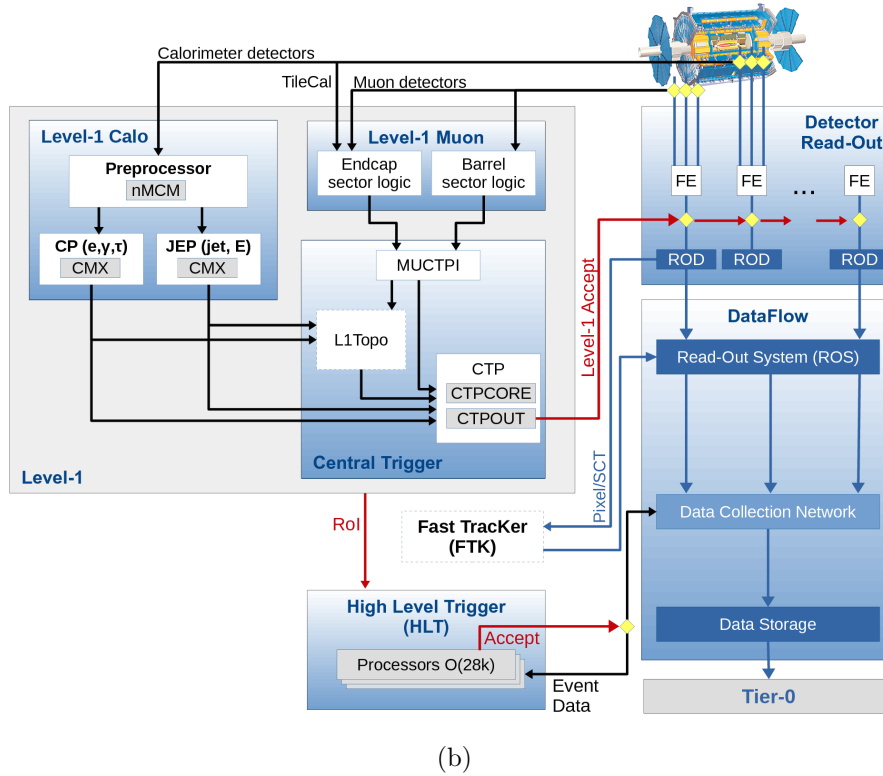 Calorimeter detectors
TileCal
Muon detectors
Level-1 Calo
Preprocessor
nMCM
CP (e,γ,τ)
CMX
JEP (jet, E)
CMX
Level-1 Muon
Endcap
sector logic
Barrel
sector logic
MUCTPI
L1Topo
CTP
CTPCORE
CTPOUT
Central Trigger
Level-1
Level-1 Accept
Detector
Read-Out
FE
FE
...
FE
ROD
ROD
ROD
DataFlow
Read-Out System (ROS)
Data Collection Network
Data Storage
Tier-0
Pixel/SCT
RoI
Fast TracKer
(FTK)
High Level Trigger
(HLT)
Accept
Processors O(28k)
Event
Data
(b)